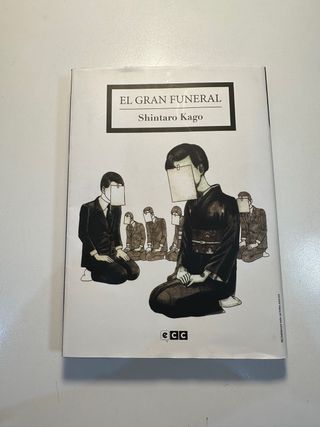 EL GRAN FUNERAL
Shintaro Kago
ecc